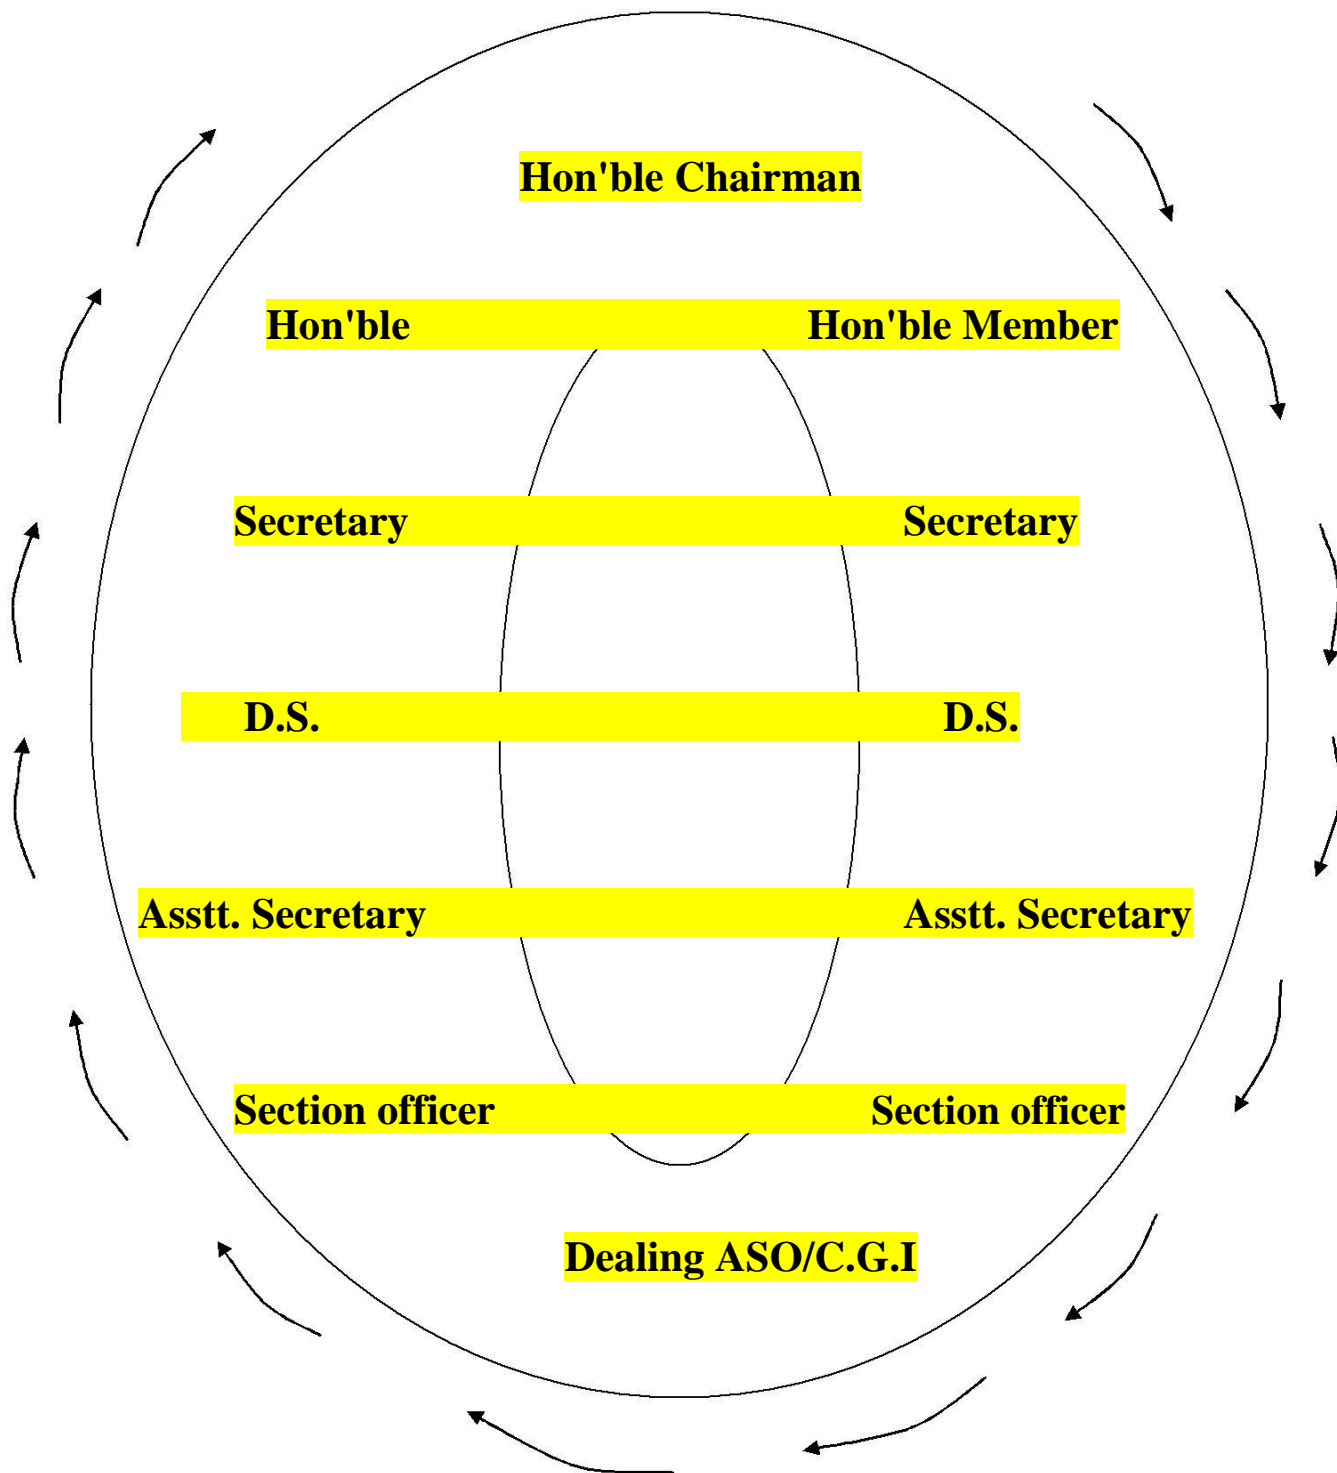 Hon'ble Chairman
Hon'ble Hon'ble Member
Secretary Secretary
D.S. D.S.
Asstt. Secretary Asstt. Secretary
Section officer Section officer
Dealing ASO/C.G.I